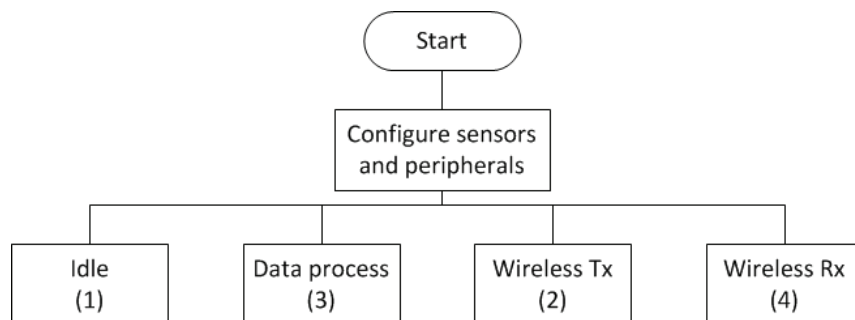 Start
Configure sensors
and peripherals
Idle
(1)
Data process
(3)
Wireless Tx
(2)
Wireless Rx
(4)